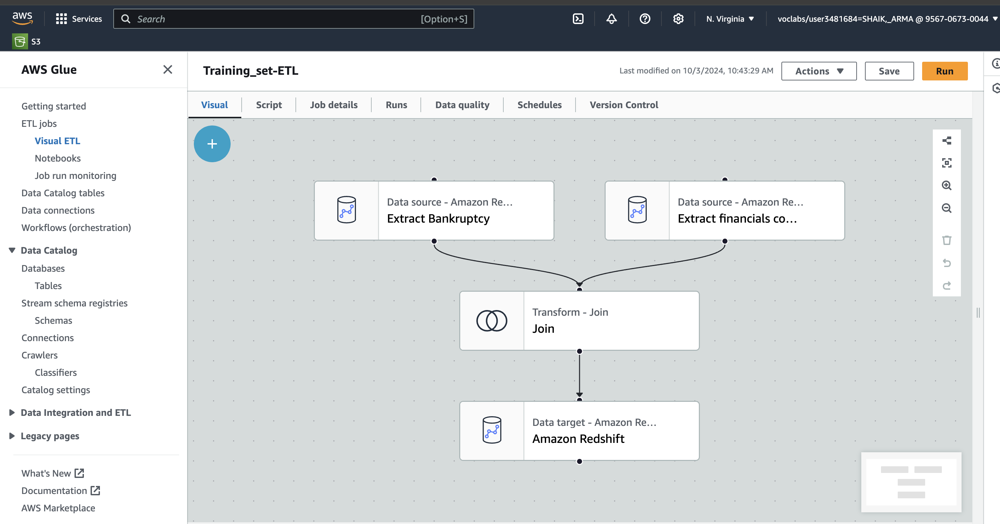 aws
Services
Search
[Option+S]
N. Virginia
voclabs/user3481684=SHAIK,_ARMA @ 9567-0673-0044
S3
AWS Glue
Getting started
ETL jobs
Visual ETL
Notebooks
Job run monitoring
Data Catalog tables
Data connections
Workflows (orchestration)
Data Catalog
Databases
Tables
Stream schema registries
Schemas
Connections
Crawlers
Classifiers
Catalog settings
Data Integration and ETL
Legacy pages
What's New
Documentation
AWS Marketplace
Training_set-ETL
Last modified on 10/3/2024, 10:43:29 AM
Actions
Save
Run
Visual
Script
Job details
Runs
Data quality
Schedules
Version Control
Data source - Amazon Re...
Extract Bankruptcy
Data source - Amazon Re...
Extract financials co...
Transform - Join
Join
Data target - Amazon Re...
Amazon Redshift